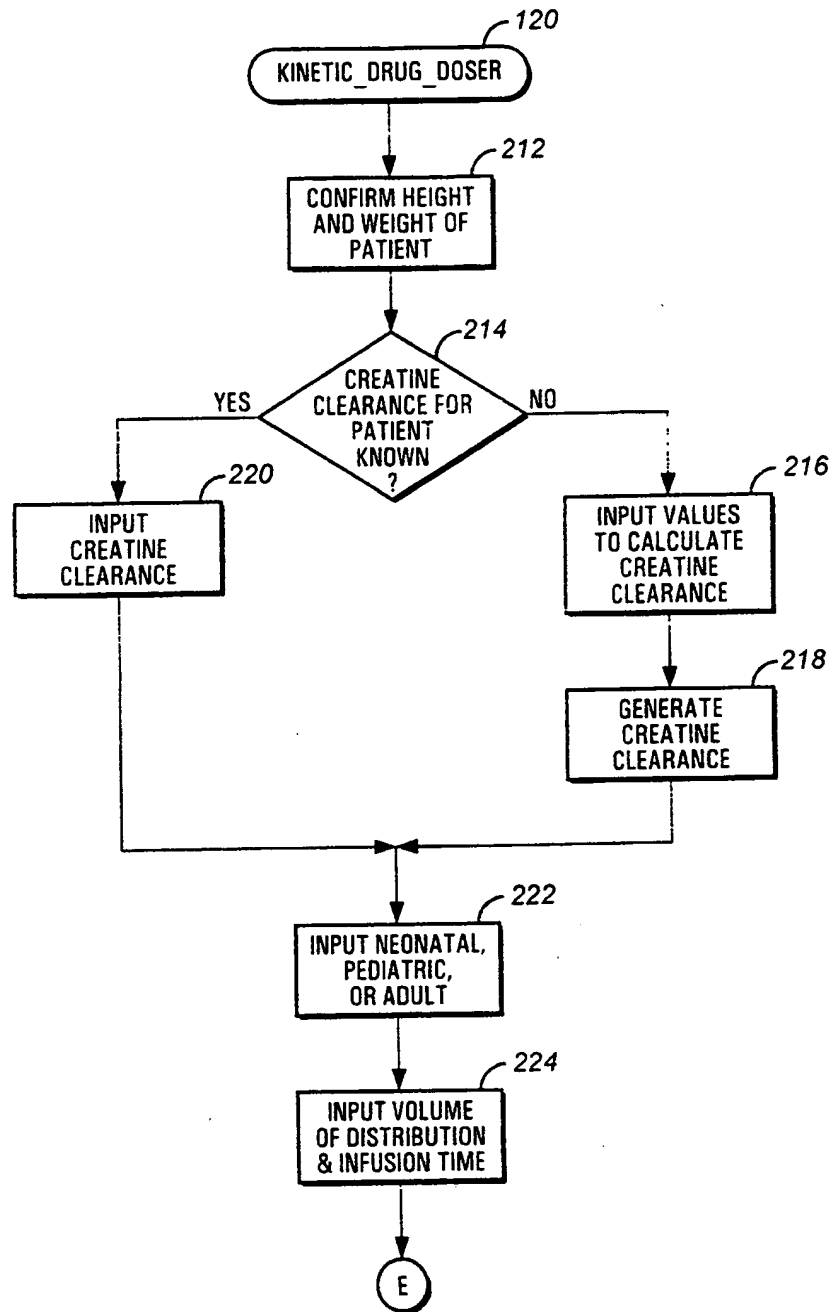 120
KINETIC_DRUG_DOSER
212
CONFIRM HEIGHT
AND WEIGHT OF
PATIENT
214
CREATINE
CLEARANCE FOR
PATIENT
KNOWN
?
YES
NO
220
INPUT
CREATINE
CLEARANCE
216
INPUT VALUES
TO CALCULATE
CREATINE
CLEARANCE
218
GENERATE
CREATINE
CLEARANCE
222
INPUT NEONATAL,
PEDIATRIC,
OR ADULT
224
INPUT VOLUME
OF DISTRIBUTION
& INFUSION TIME
E